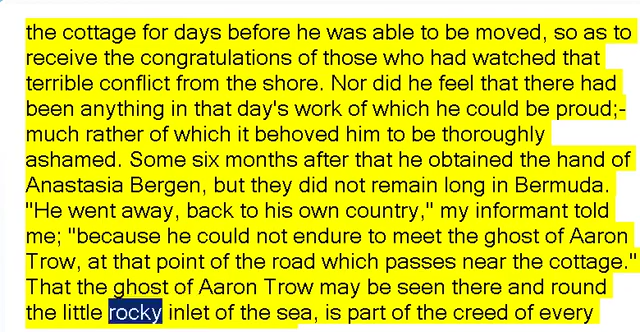 the cottage for days before he was able to be moved, so as to
receive the congratulations of those who had watched that
terrible conflict from the shore. Nor did he feel that there had
been anything in that day's work of which he could be proud;-
much rather of which it behoved him to be thoroughly
ashamed. Some six months after that he obtained the hand of
Anastasia Bergen, but they did not remain long in Bermuda.
"He went away, back to his own country," my informant told
me; "because he could not endure to meet the ghost of Aaron
Trow, at that point of the road which passes near the cottage."
That the ghost of Aaron Trow may be seen there and round
the little rocky inlet of the sea, is part of the creed of every